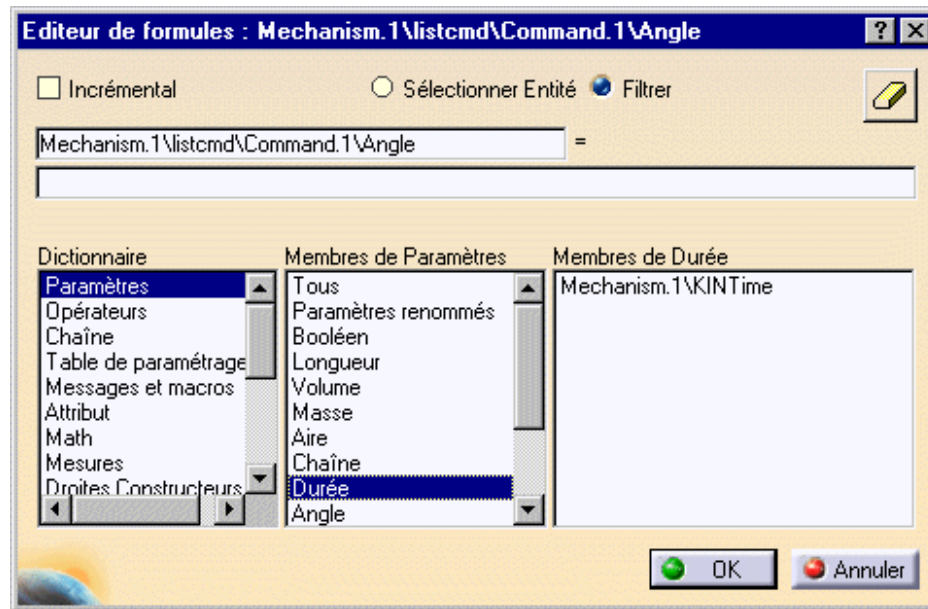 Editeur de formules : Mechanism.1\listcmd\Command.1\Angle
Incrémental
Sélectionner Entité
Filtrer
Mechanism.1\listcmd\Command.1\Angle
=
Dictionnaire
Paramètres
Opérateurs
Chaîne
Table de paramétrage
Messages et macros
Attribut
Math
Mesures
Droites Constructeurs
Membres de Paramètres
Tous
Paramètres renommés
Booléen
Longueur
Volume
Masse
Aire
Chaîne
Durée
Angle
Membres de Durée
Mechanism.1\KINTime
OK
Annuler